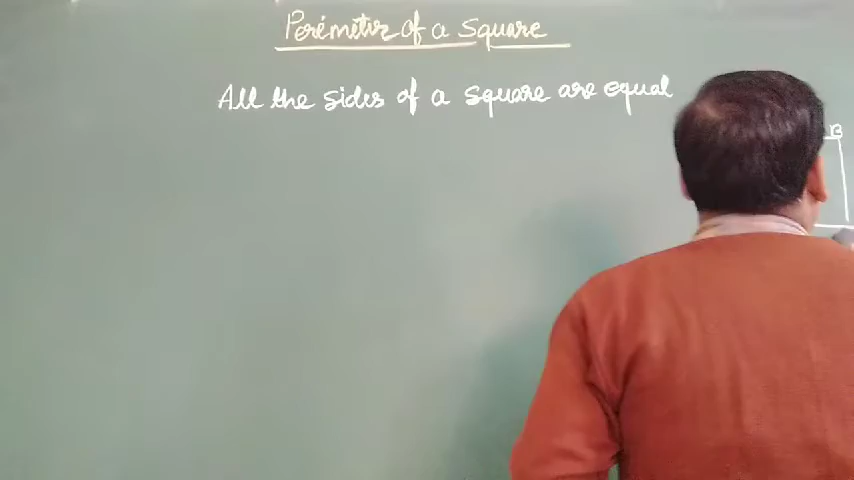 Perimeter of a Square
All the sides of a square are equal
B